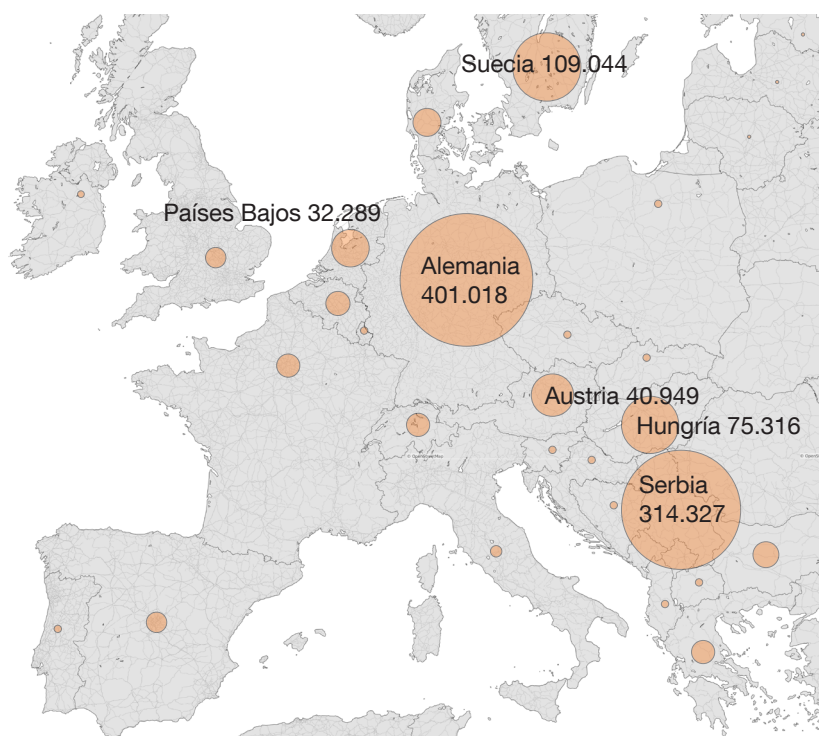 Suecia 109.044
Países Bajos 32.289
Alemania
401.018
Austria 40.949
Hungría 75.316
© OpenStreetMap
Serbia
314.327